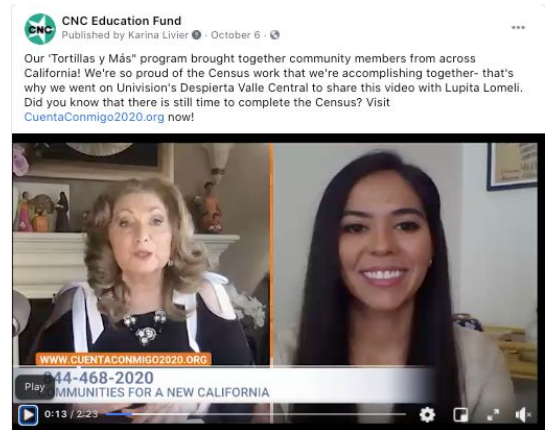 CNC Education Fund
Published by Karina Livier · October 6 ·
Our 'Tortillas y Más" program brought together community members from across
California! We're so proud of the Census work that we're accomplishing together- that's
why we went on Univision's Despierta Valle Central to share this video with Lupita Lomeli.
Did you know that there is still time to complete the Census? Visit
CuentaConmigo2020.org now!
CNC
WWW.CUENTACONMIGO2020.ORG
844-468-2020
COMMUNITIES FOR A NEW CALIFORNIA
Play
0:13 / 2:23